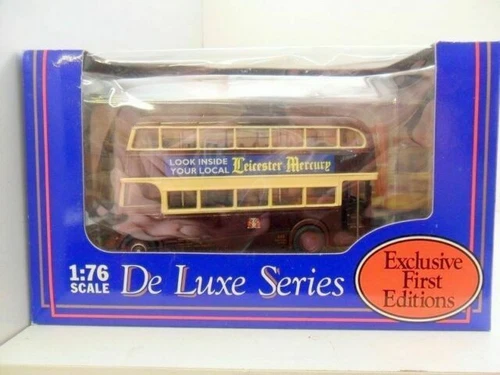 LOOK INSIDE
YOUR LOCAL Leicester Mercury
1:76
SCALE
De Luxe Series
Exclusive
First
Editions